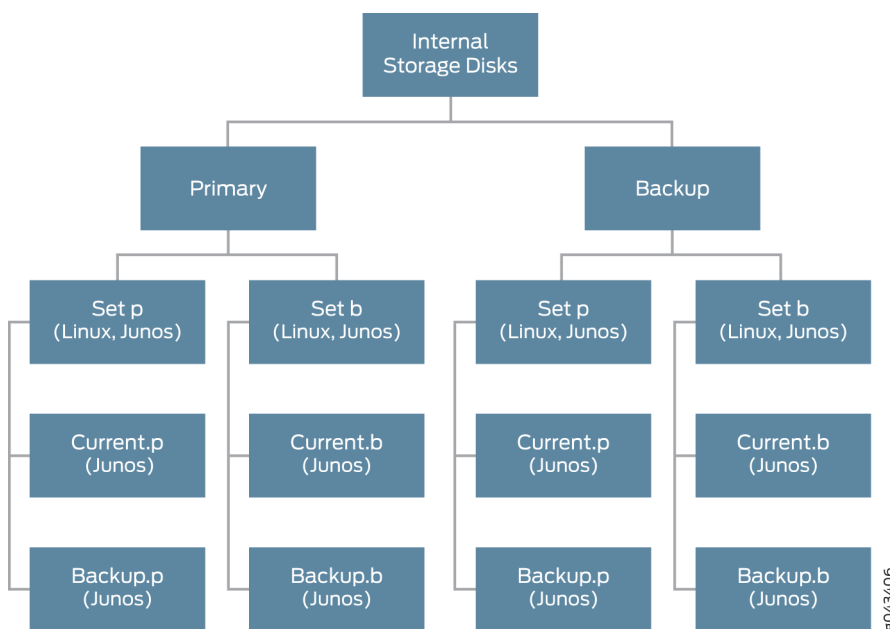 Internal
Storage Disks
Primary
Backup
Set p
(Linux, Junos)
Set b
(Linux, Junos)
Set p
(Linux, Junos)
Set b
(Linux, Junos)
Current.p
(Junos)
Current.b
(Junos)
Current.p
(Junos)
Current.b
(Junos)
Backup.p
(Junos)
Backup.b
(Junos)
Backup.p
(Junos)
Backup.b
(Junos)